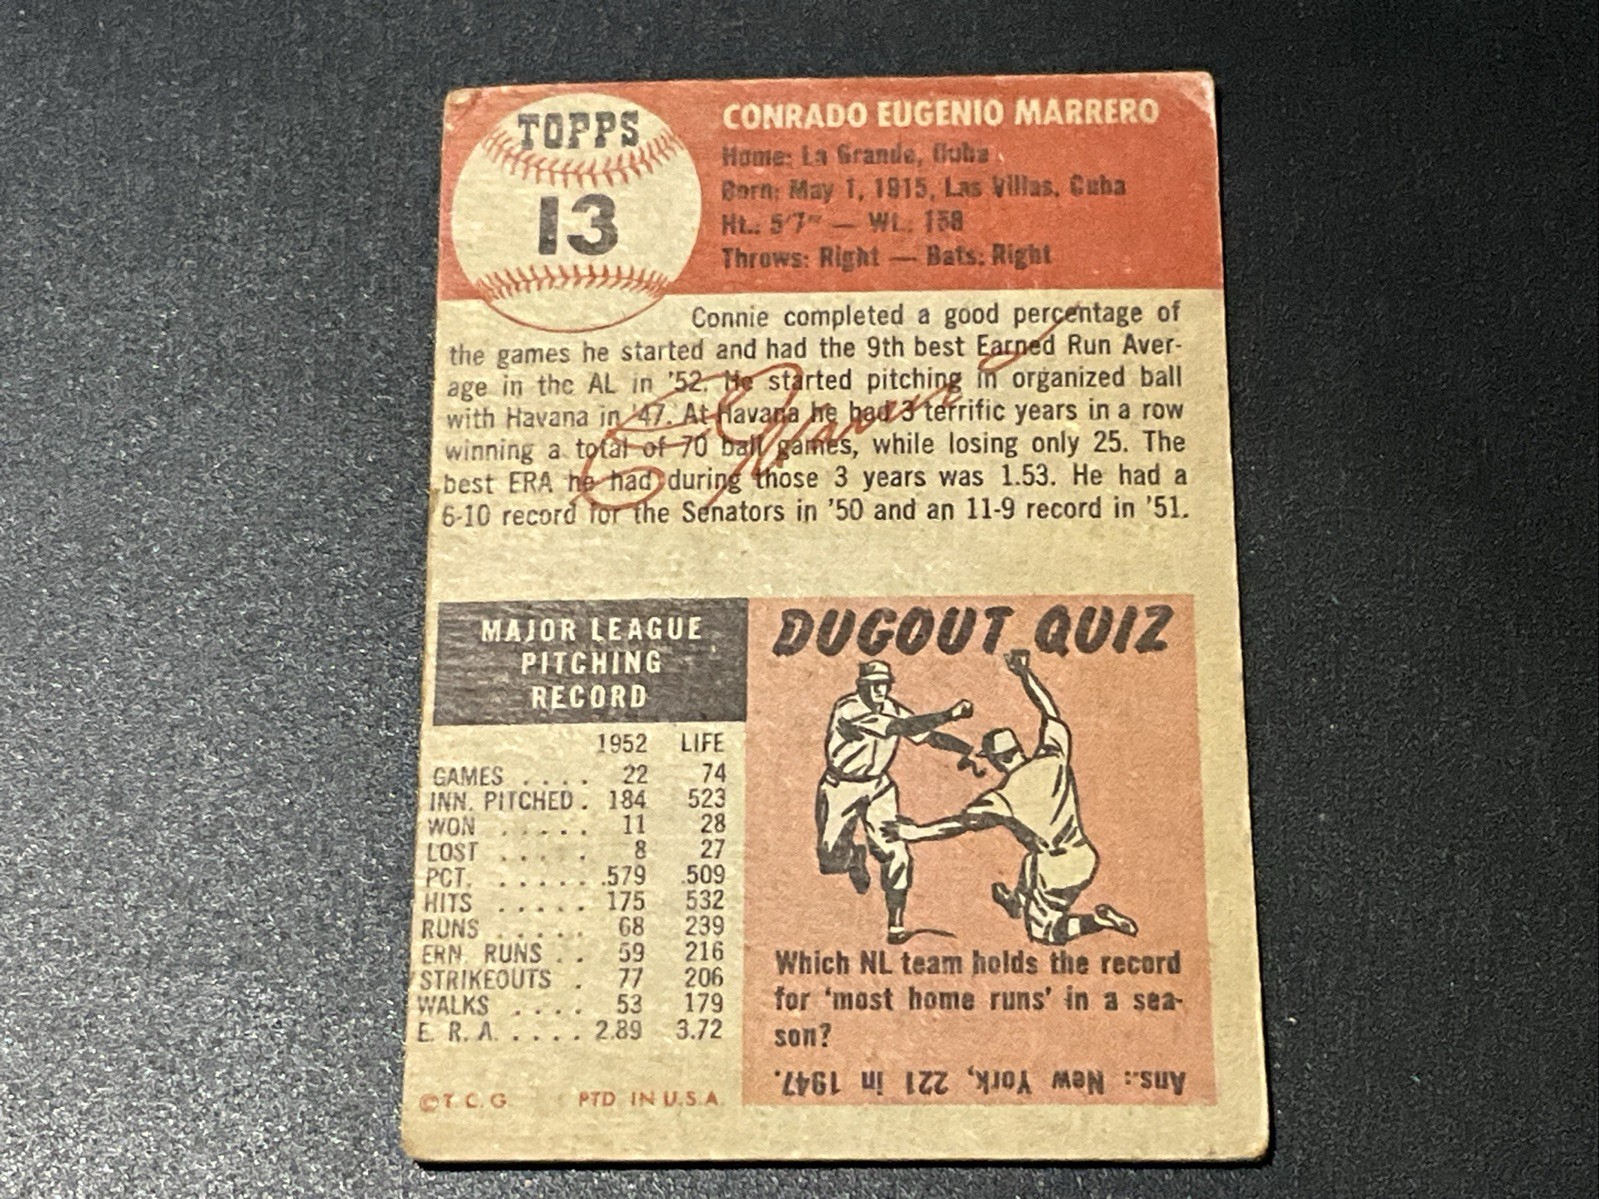 TOPPS
13
CONRADO EUGENIO MARRERO
Home: La Grande, Cuba
Born: May 1, 1915, Las Villas, Cuba
Ht.: 5'7" — Wt.: 158
Throws: Right — Bats: Right
Connie completed a good percentage of
the games he started and had the 9th best Earned Run Aver-
age in the AL in '52. He started pitching in organized ball
with Havana in '47. At Havana he had 3 terrific years in a row
winning a total of 70 ball games, while losing only 25. The
best ERA he had during those 3 years was 1.53. He had a
6-10 record for the Senators in '50 and an 11-9 record in '51.
MAJOR LEAGUE
PITCHING
RECORD
1952 LIFE
GAMES .... 22 74
INN. PITCHED . 184 523
WON ..... 11 28
LOST ..... 8 27
PCT. ...... .579 .509
HITS ..... 175 532
RUNS ..... 68 239
ERN. RUNS .. 59 216
STRIKEOUTS . 77 206
WALKS .... 53 179
E. R. A. .... 2.89 3.72
©T.C.G. PTD IN U.S.A.
DUGOUT QUIZ
Which NL team holds the record
for 'most home runs' in a sea-
son?
Ans.: New York, 221 in 1947.